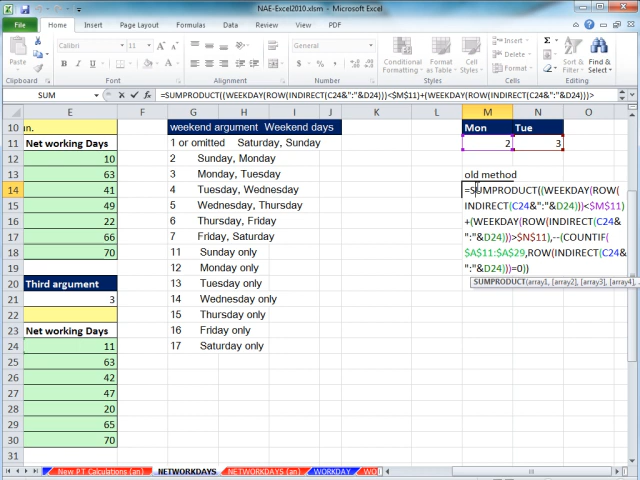 NAE-Excel2010.xlsm - Microsoft Excel
File Home Insert Page Layout Formulas Data Review View PDF
Calibri 11 General Insert
Paste B I U $ % Conditional Format Cell Delete Sort & Find &
Formatting as Table Styles Format Filter Select
Clipboard Font Alignment Number Styles Cells Editing
SUM =SUMPRODUCT((WEEKDAY(ROW(INDIRECT(C24&":"&D24)))<$M$11)+(WEEKDAY(ROW(INDIRECT(C24&":"&D24)))>
E F G H I J K L M N O
10 n. weekend argument Weekend days Mon Tue
11 Net working Days 1 or omitted Saturday, Sunday 2 3
12 10 2 Sunday, Monday
13 63 3 Monday, Tuesday old method
14 41 4 Tuesday, Wednesday =SUMPRODUCT((WEEKDAY(ROW(
15 46 5 Wednesday, Thursday INDIRECT(C24&":"&D24)))<$M$11)
16 22 6 Thursday, Friday +(WEEKDAY(ROW(INDIRECT(C24&
17 66 7 Friday, Saturday ":"&D24)))>$N$11),--(COUNTIF(
18 70 11 Sunday only $A$11:$A$29,ROW(INDIRECT(C24&
19 12 Monday only ":"&D24)))=0))
20 Third argument 13 Tuesday only SUMPRODUCT(array1, [array2], [array3], [array4],
21 3 14 Wednesday only
22 15 Thursday only
23 Net working Days 16 Friday only
24 11 17 Saturday only
25 63
26 42
27 47
28 20
29 65
30 70
31
New PT Calculations (an) NETWORKDAYS NETWORKDAYS (an) WORKDAY WO